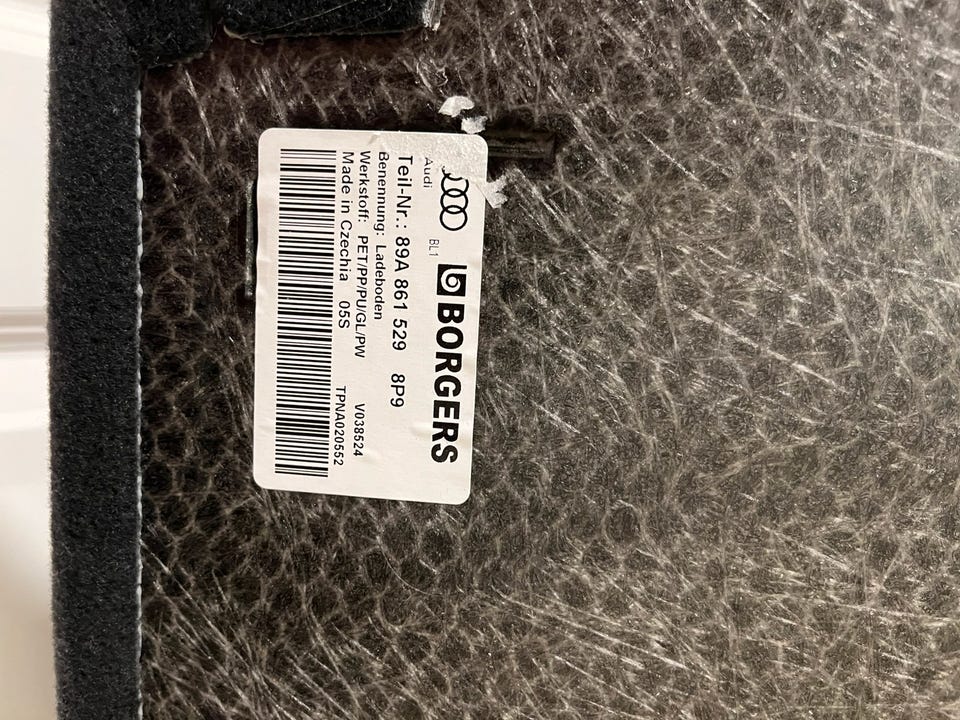 BORGERS
Audi BL1
Teil-Nr.: 89A 861 529 8P9
Benennung: Ladeboden
Werkstoff: PET/PP/PU/GL/PW V038524
Made in Czechia 05S TPNA020552